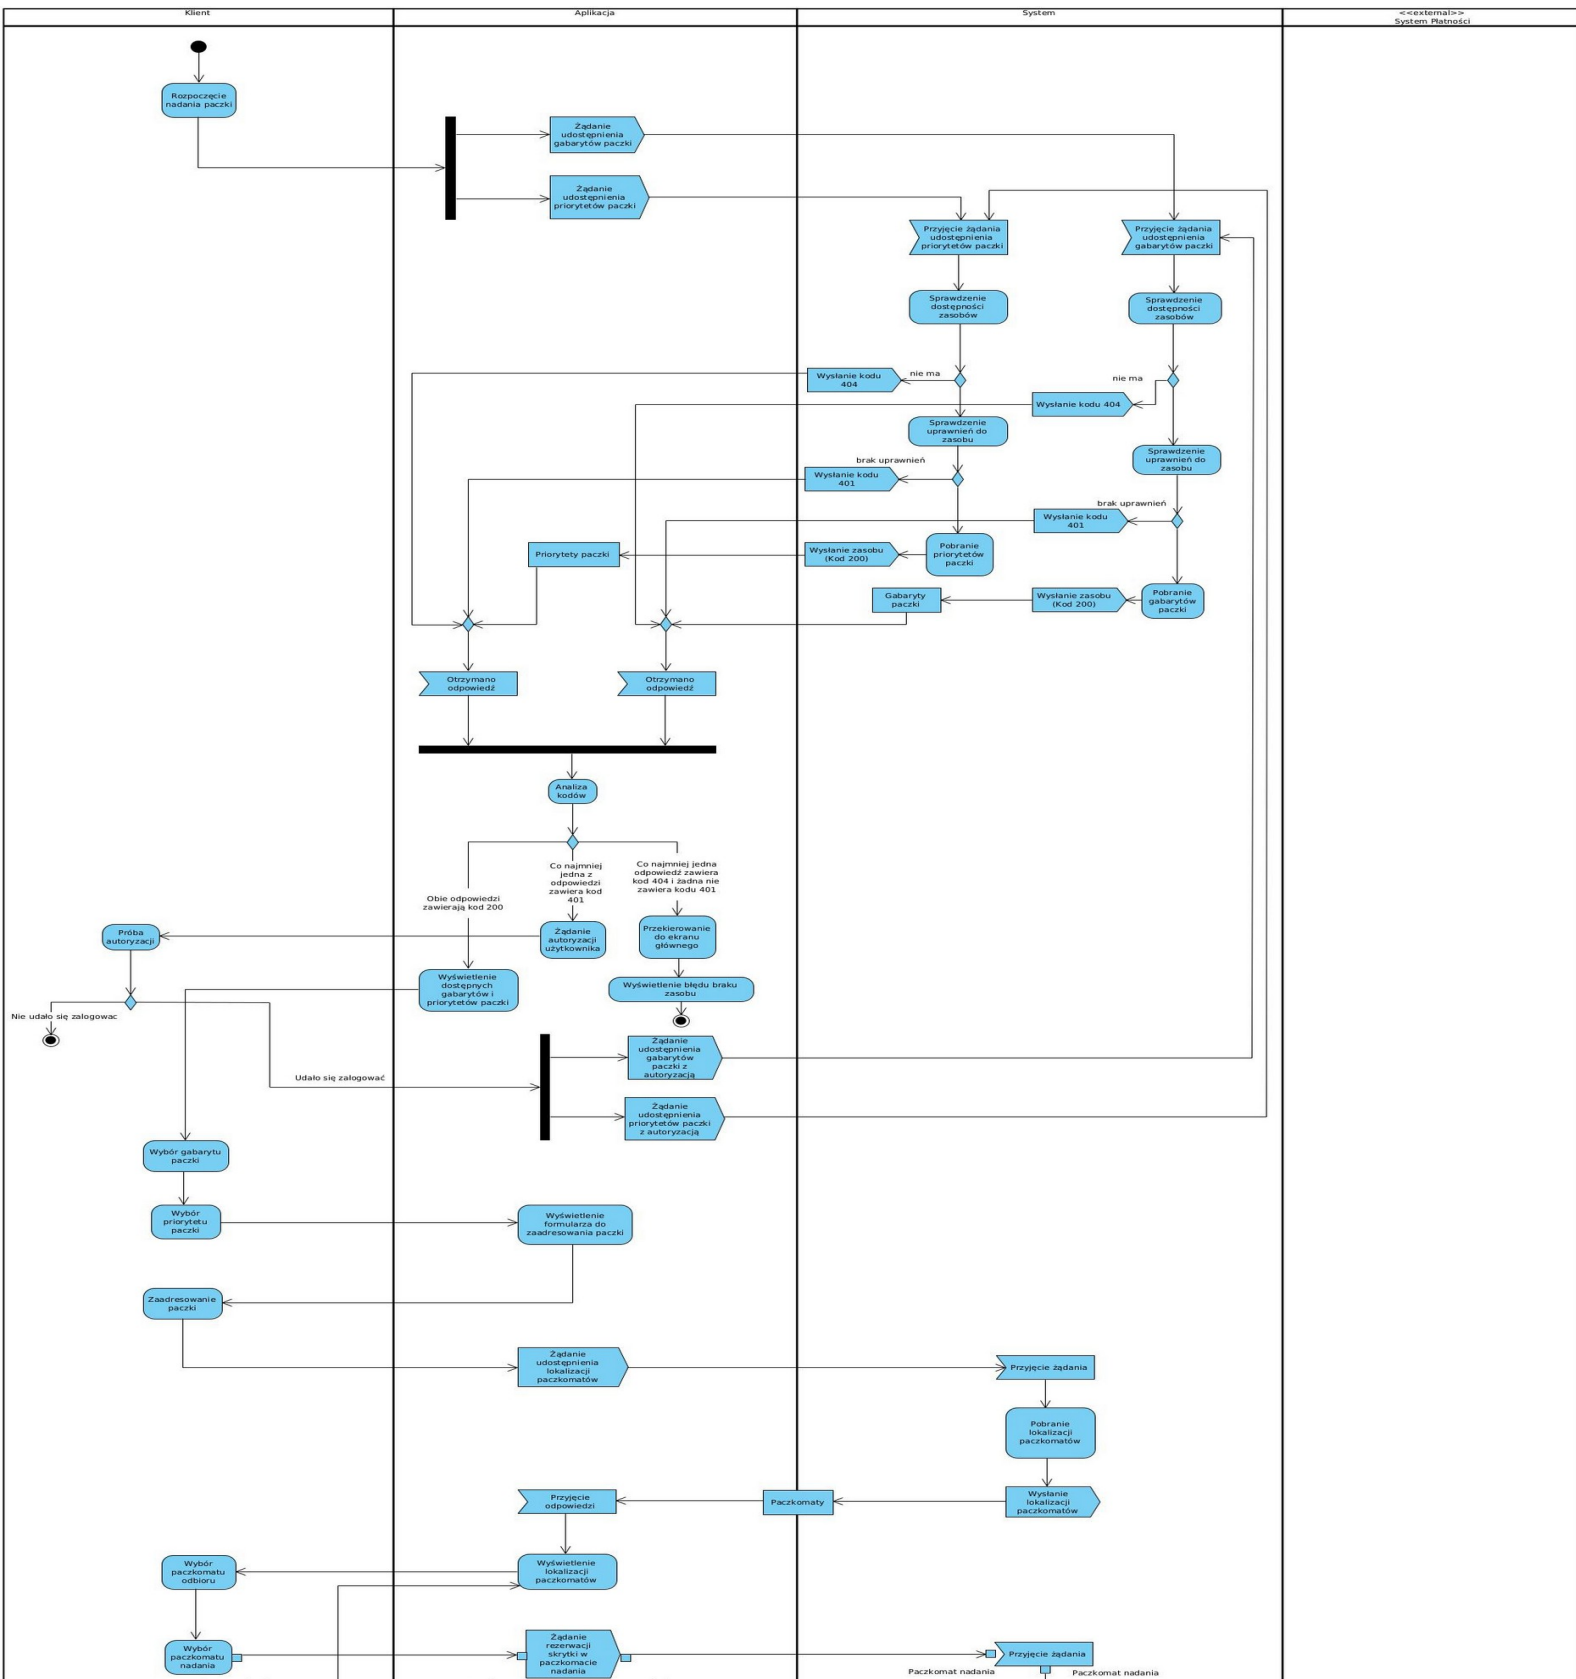 Klient
Aplikacja
System
<<external>>
System Płatności
Rozpoczęcie
nadania paczki
Żądanie
udostępnienia
gabarytów paczki
Żądanie
udostępnienia
priorytetów paczki
Przyjęcie żądania
udostępnienia
priorytetów paczki
Przyjęcie żądania
udostępnienia
gabarytów paczki
Sprawdzenie
dostępności
zasobów
Sprawdzenie
dostępności
zasobów
Wysłanie kodu
404
nie ma
nie ma
Wysłanie kodu 404
Sprawdzenie
uprawnień do
zasobu
Sprawdzenie
uprawnień do
zasobu
brak uprawnień
Wysłanie kodu
401
brak uprawnień
Wysłanie kodu
401
Priorytety paczki
Wysłanie zasobu
(Kod 200)
Pobranie
priorytetów
paczki
Gabaryty
paczki
Wysłanie zasobu
(Kod 200)
Pobranie
gabarytów
paczki
Otrzymano
odpowiedź
Otrzymano
odpowiedź
Analiza
kodów
Obie odpowiedzi
zawierają kod 200
Co najmniej
jedna z
odpowiedzi
zawiera kod
401
Co najmniej jedna
odpowiedź zawiera
kod 404 i żadna nie
zawiera kodu 401
Próba
autoryzacji
Żądanie
autoryzacji
użytkownika
Przekierowanie
do ekranu
głównego
Wyświetlenie
dostępnych
gabarytów i
priorytetów paczki
Wyświetlenie błędu braku
zasobu
Nie udało się zalogowac
Udało się zalogować
Żądanie
udostępnienia
gabarytów
paczki z
autoryzacją
Żądanie
udostępnienia
priorytetów paczki
z autoryzacją
Wybór gabarytu
paczki
Wybór
priorytetu
paczki
Wyświetlenie
formularza do
zaadresowania paczki
Zaadresowanie
paczki
Żądanie
udostępnienia
lokalizacji
paczkomatów
Przyjęcie żądania
Pobranie
lokalizacji
paczkomatów
Wysłanie
lokalizacji
paczkomatów
Paczkomaty
Przyjęcie
odpowiedzi
Wyświetlenie
lokalizacji
paczkomatów
Wybór
paczkomatu
odbioru
Wybór
paczkomatu
nadania
Żądanie
rezerwacji
skrytki w
paczkomacie
nadania
Przyjęcie żądania
Paczkomat nadania
Paczkomat nadania